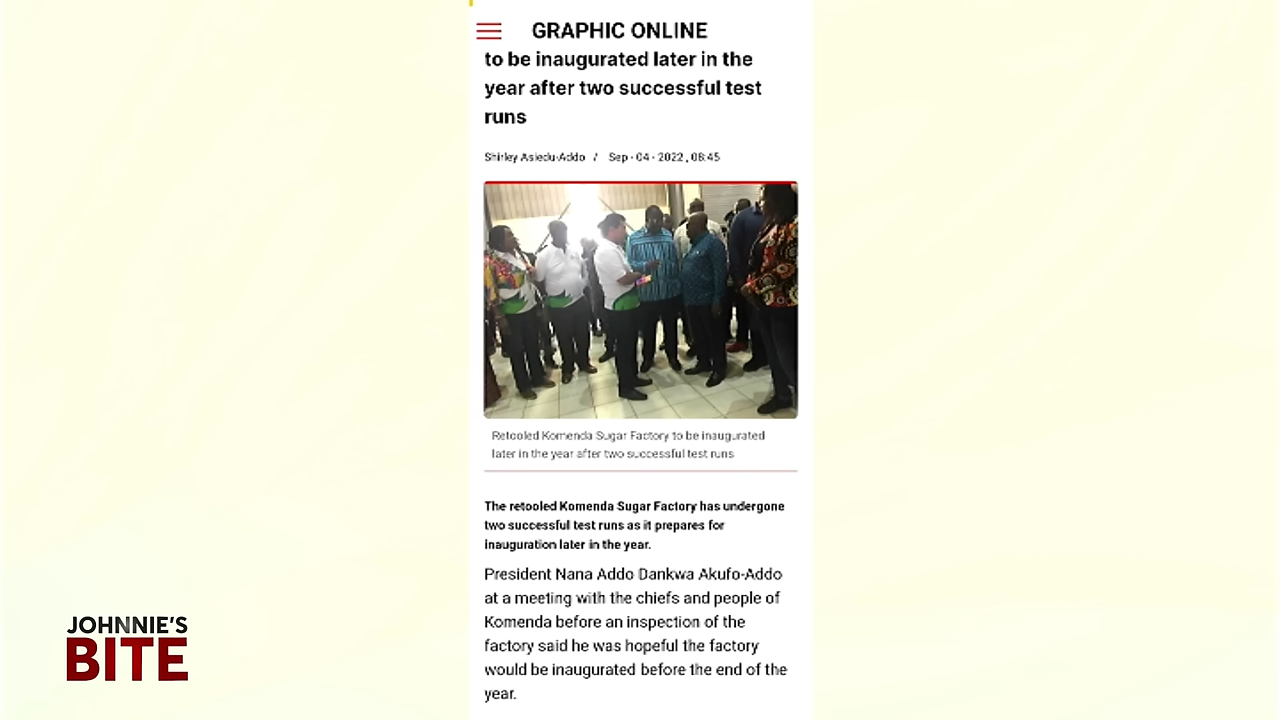 GRAPHIC ONLINE
to be inaugurated later in the
year after two successful test
runs
Shirley Asiedu-Addo / Sep - 04 - 2022 , 08:45
Retooled Komenda Sugar Factory to be inaugurated
later in the year after two successful test runs
The retooled Komenda Sugar Factory has undergone
two successful test runs as it prepares for
inauguration later in the year.
President Nana Addo Dankwa Akufo-Addo
at a meeting with the chiefs and people of
Komenda before an inspection of the
factory said he was hopeful the factory
would be inaugurated before the end of the
year.
JOHNNIE'S
BITE